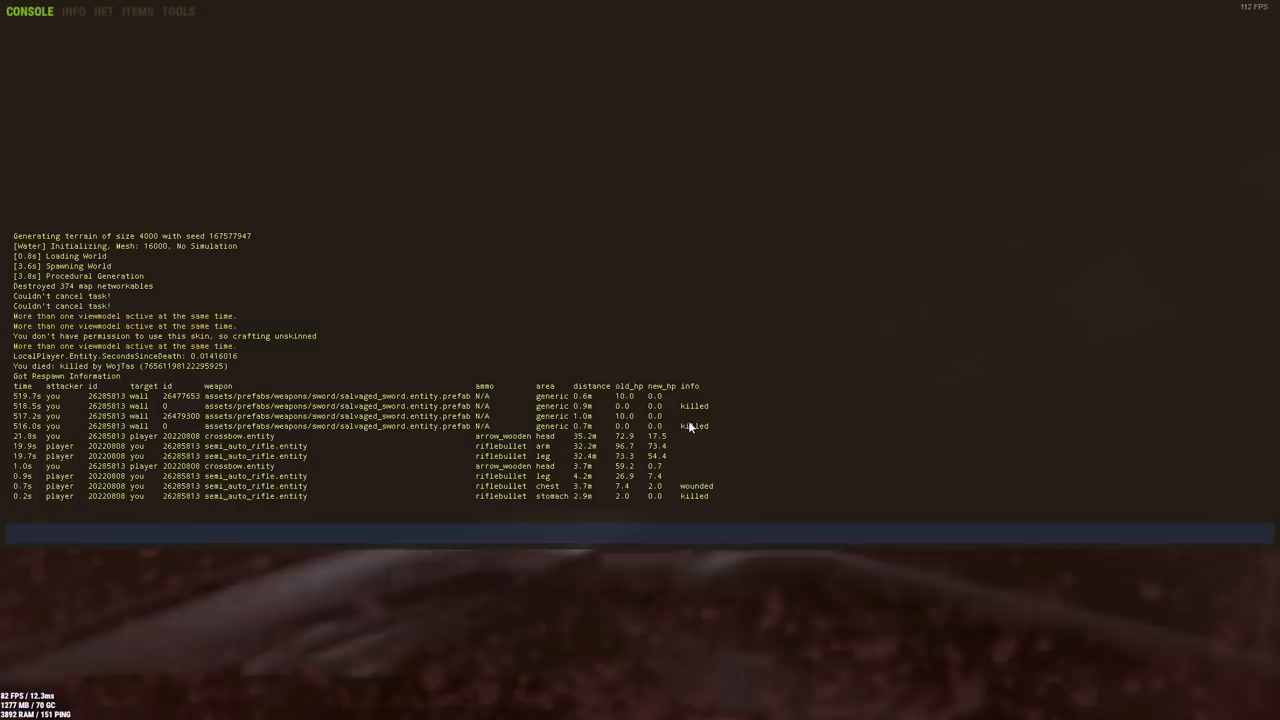 CONSOLE INFO NET ITEMS TOOLS
112 FPS
Generating terrain of size 4000 with seed 167577947
[Water] Initializing, Mesh: 16000, No Simulation
[0.8s] Loading World
[3.6s] Spawning World
[3.8s] Procedural Generation
Destroyed 374 map networkables
Couldn't cancel task!
Couldn't cancel task!
More than one viewmodel active at the same time.
More than one viewmodel active at the same time.
You don't have permission to use this skin, so crafting unskinned
More than one viewmodel active at the same time.
LocalPlayer.Entity.SecondsSinceDeath: 0.01416016
You died: killed by WojTas (76561198122295925)
Got Respawn Information
time attacker id target id weapon ammo area distance old_hp new_hp info
519.7s you 26285813 wall 26477653 assets/prefabs/weapons/sword/salvaged_sword.entity.prefab N/A generic 0.6m 10.0 0.0
518.5s you 26285813 wall 0 assets/prefabs/weapons/sword/salvaged_sword.entity.prefab N/A generic 0.9m 0.0 0.0 killed
517.2s you 26285813 wall 26479300 assets/prefabs/weapons/sword/salvaged_sword.entity.prefab N/A generic 1.0m 10.0 0.0
516.0s you 26285813 wall 0 assets/prefabs/weapons/sword/salvaged_sword.entity.prefab N/A generic 0.7m 0.0 0.0 killed
21.8s you 26285813 player 20220808 crossbow.entity arrow_wooden head 35.2m 72.9 17.5
19.9s player 20220808 you 26285813 semi_auto_rifle.entity riflebullet arm 32.2m 96.7 73.4
19.7s player 20220808 you 26285813 semi_auto_rifle.entity riflebullet leg 32.4m 73.3 54.4
1.0s you 26285813 player 20220808 crossbow.entity arrow_wooden head 3.7m 59.2 0.7
0.9s player 20220808 you 26285813 semi_auto_rifle.entity riflebullet leg 4.2m 26.9 7.4
0.7s player 20220808 you 26285813 semi_auto_rifle.entity riflebullet chest 3.7m 7.4 2.0 wounded
0.2s player 20220808 you 26285813 semi_auto_rifle.entity riflebullet stomach 2.9m 2.0 0.0 killed
82 FPS / 12.3ms
1277 MB / 70 GC
3892 RAM / 151 PING